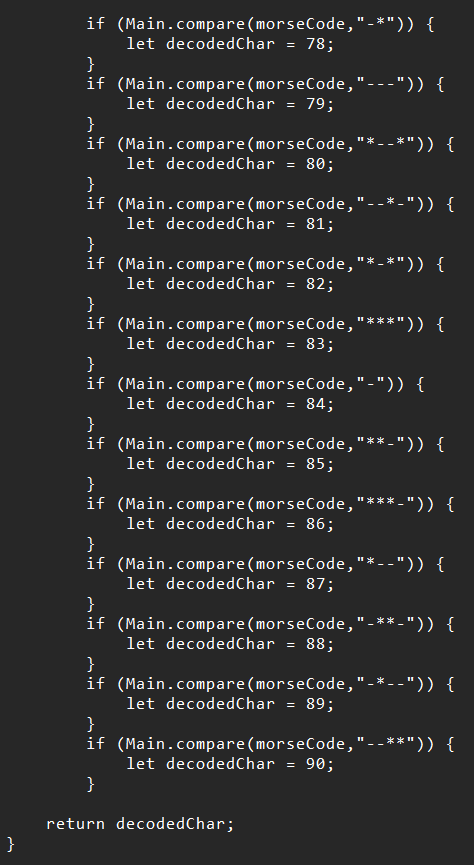 if (Main.compare(morseCode,"-*")) {
let decodedChar = 78;
}
if (Main.compare(morseCode,"---")) {
let decodedChar = 79;
}
if (Main.compare(morseCode,"*--*")) {
let decodedChar = 80;
}
if (Main.compare(morseCode,"--*-")) {
let decodedChar = 81;
}
if (Main.compare(morseCode,"*-*")) {
let decodedChar = 82;
}
if (Main.compare(morseCode,"***")) {
let decodedChar = 83;
}
if (Main.compare(morseCode,"-")) {
let decodedChar = 84;
}
if (Main.compare(morseCode,"**-")) {
let decodedChar = 85;
}
if (Main.compare(morseCode,"***-")) {
let decodedChar = 86;
}
if (Main.compare(morseCode,"*--")) {
let decodedChar = 87;
}
if (Main.compare(morseCode,"-**-")) {
let decodedChar = 88;
}
if (Main.compare(morseCode,"-*--")) {
let decodedChar = 89;
}
if (Main.compare(morseCode,"--**")) {
let decodedChar = 90;
}
return decodedChar;
}